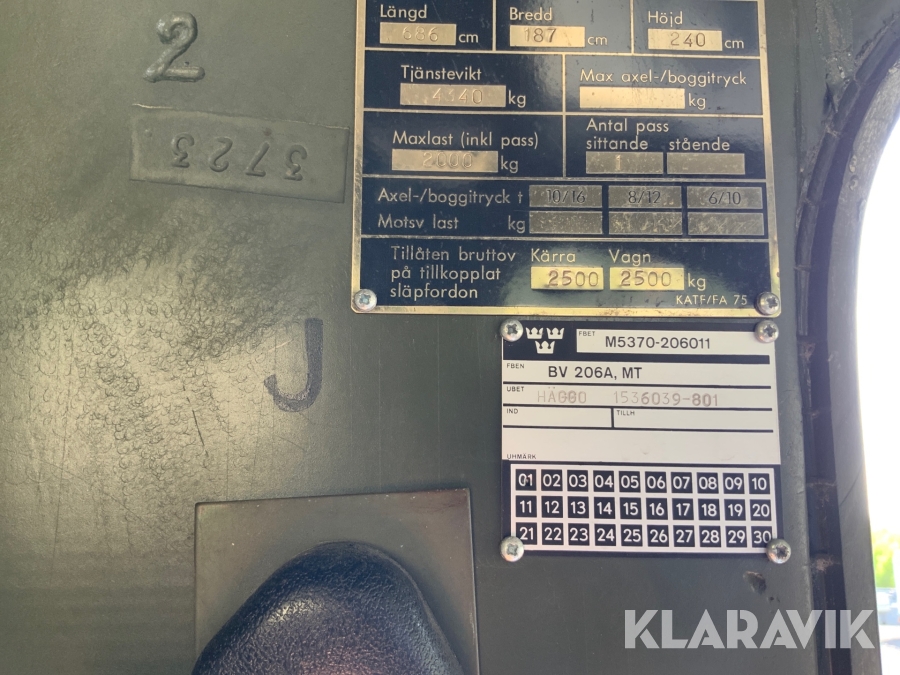 2
3723
Längd Bredd Höjd
686 cm 187 cm 240 cm
Tjänstevikt Max axel-/boggitryck
4340 kg kg
Maxlast (inkl pass) Antal pass
sittande stående
2000 kg 1
Axel-/boggitryck t 10/16 8/12 6/10
Motsv last kg
Tillåten bruttov Kärra Vagn
på tillkopplat 2500 2500 kg
släpfordon
KATF/FA 75
J
FBET M5370-206011
FBEN BV 206A, MT
UBET HÄGGO 1536039-801
IND TILLH
UHMÄRK
01 02 03 04 05 06 07 08 09 10
11 12 13 14 15 16 17 18 19 20
21 22 23 24 25 26 27 28 29 30
KLARAVIK